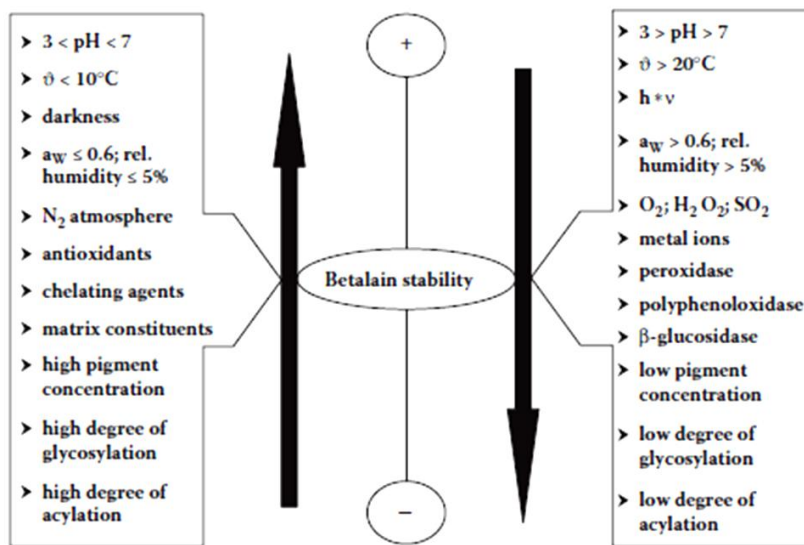 ➤ 3 < pH < 7
➤ ϑ < 10°C
➤ darkness
➤ aW ≤ 0.6; rel.
humidity ≤ 5%
➤ N2 atmosphere
➤ antioxidants
➤ chelating agents
➤ matrix constituents
➤ high pigment
concentration
➤ high degree of
glycosylation
➤ high degree of
acylation
+
Betalain stability
−
➤ 3 > pH > 7
➤ ϑ > 20°C
➤ h * ν
➤ aW > 0.6; rel.
humidity > 5%
➤ O2; H2 O2; SO2
➤ metal ions
➤ peroxidase
➤ polyphenoloxidase
➤ β-glucosidase
➤ low pigment
concentration
➤ low degree of
glycosylation
➤ low degree of
acylation